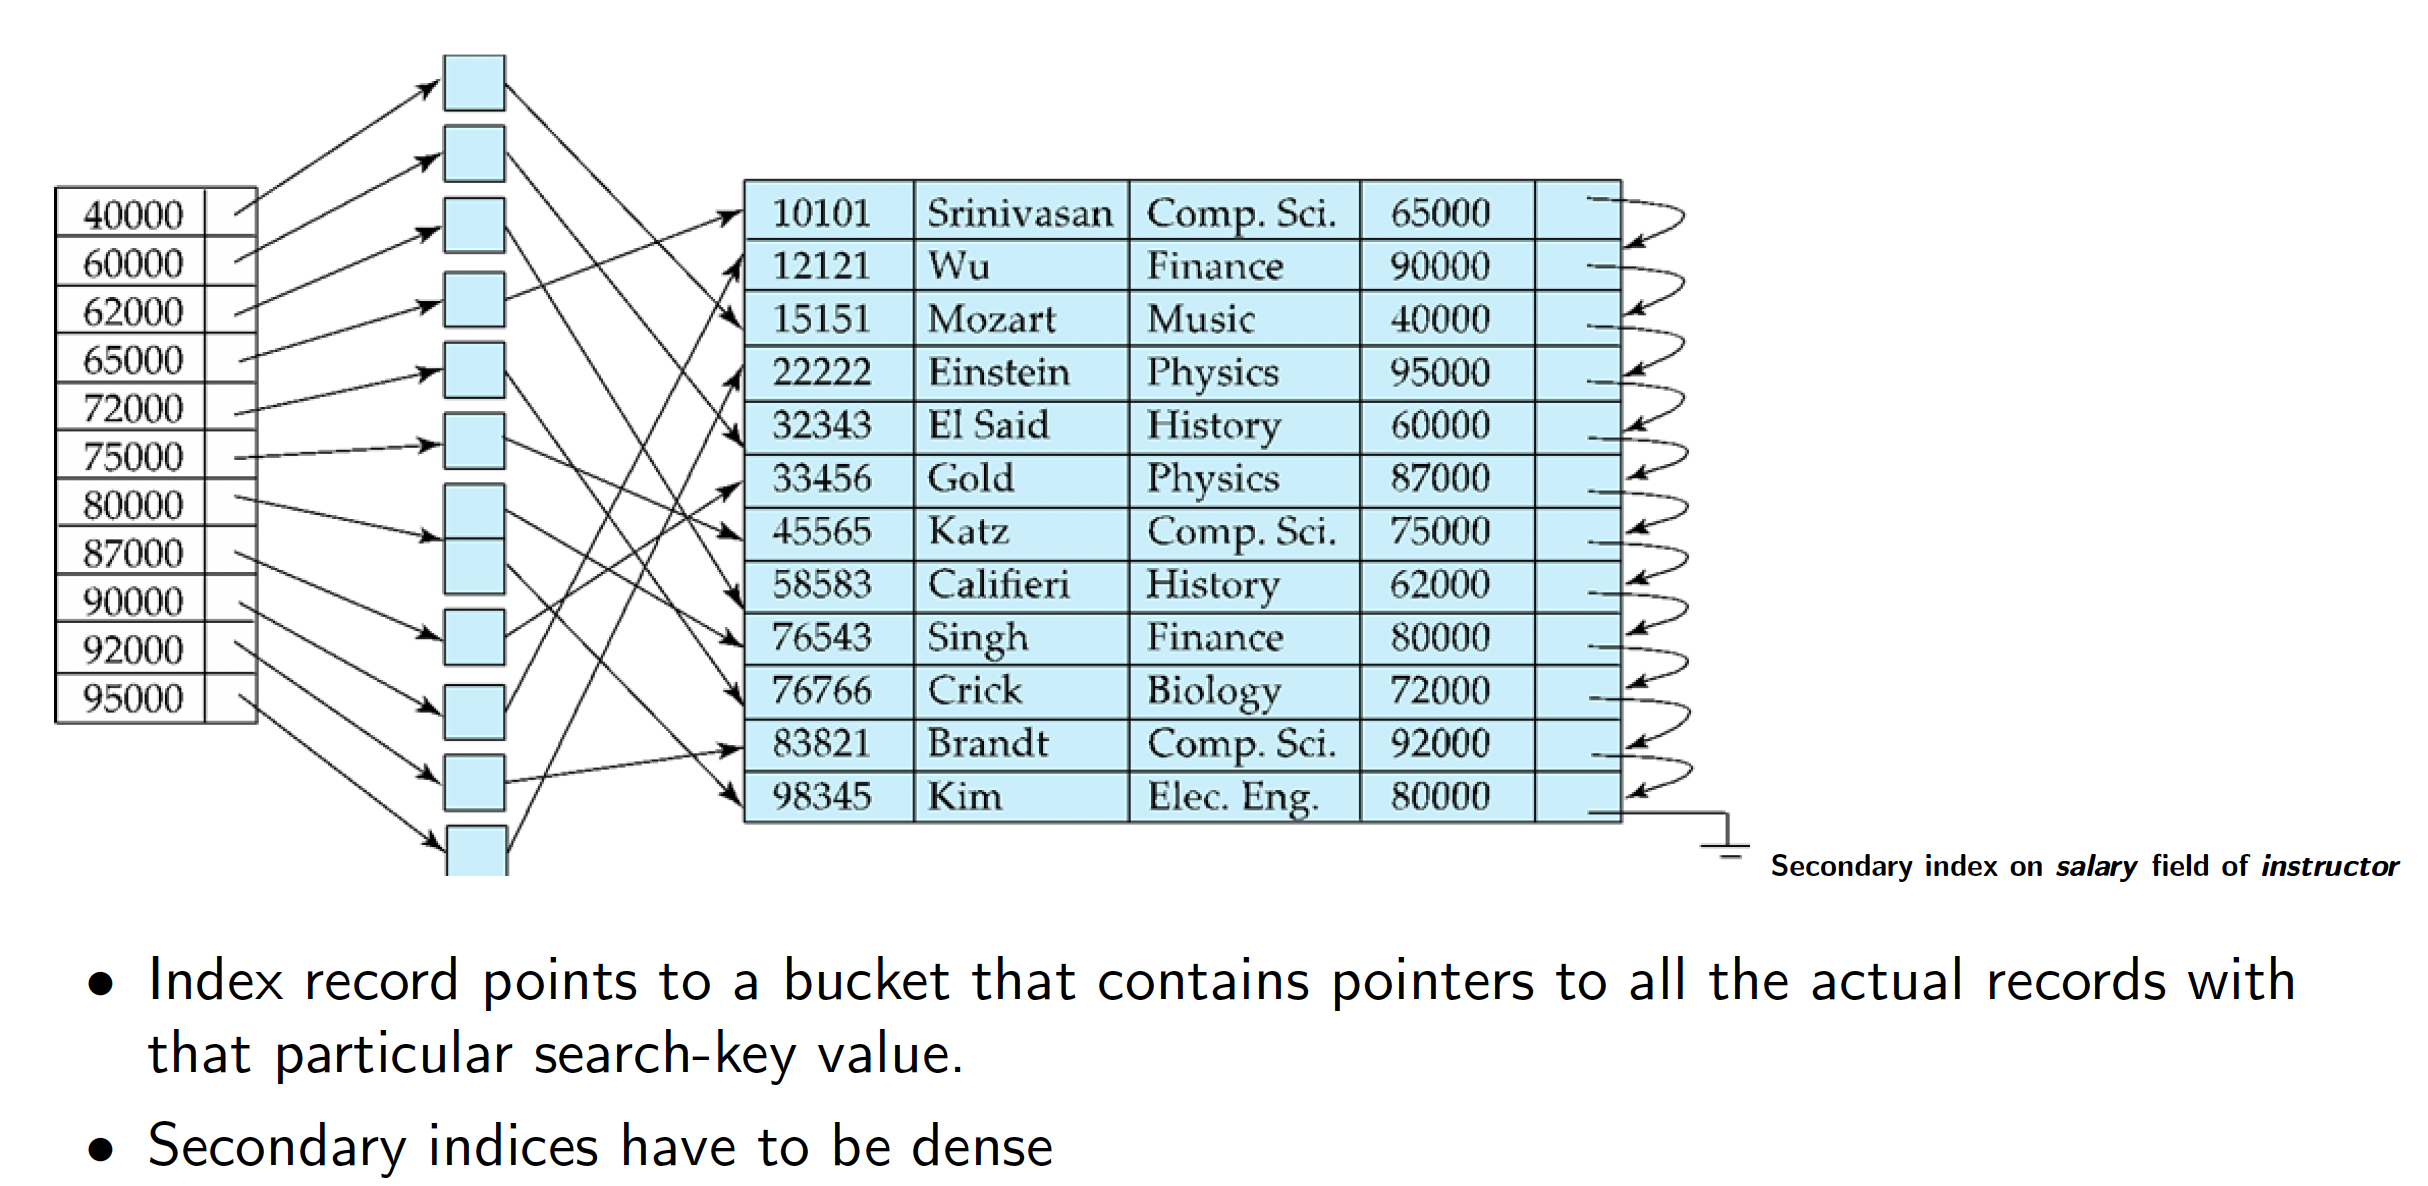 40000
60000
62000
65000
72000
75000
80000
87000
90000
92000
95000
10101 Srinivasan Comp. Sci. 65000
12121 Wu Finance 90000
15151 Mozart Music 40000
22222 Einstein Physics 95000
32343 El Said History 60000
33456 Gold Physics 87000
45565 Katz Comp. Sci. 75000
58583 Califieri History 62000
76543 Singh Finance 80000
76766 Crick Biology 72000
83821 Brandt Comp. Sci. 92000
98345 Kim Elec. Eng. 80000
Secondary index on salary field of instructor
• Index record points to a bucket that contains pointers to all the actual records with
that particular search-key value.
• Secondary indices have to be dense